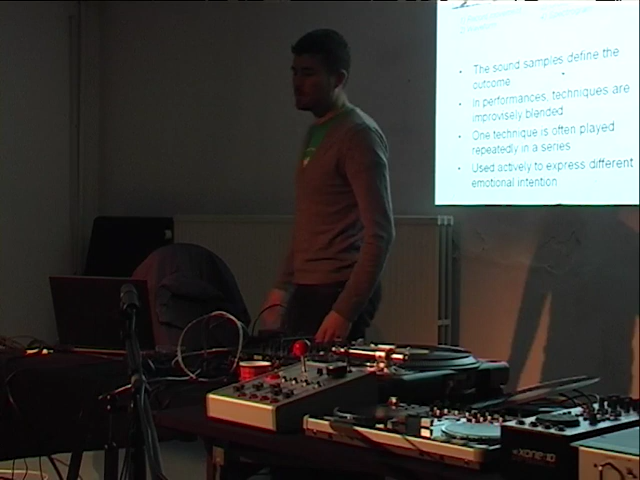 • The sound samples define the
outcome
• In performances, techniques are
improvisely blended
• One technique is often played
repeatedly in a series
• Used actively to express different
emotional intention
XONE:1D